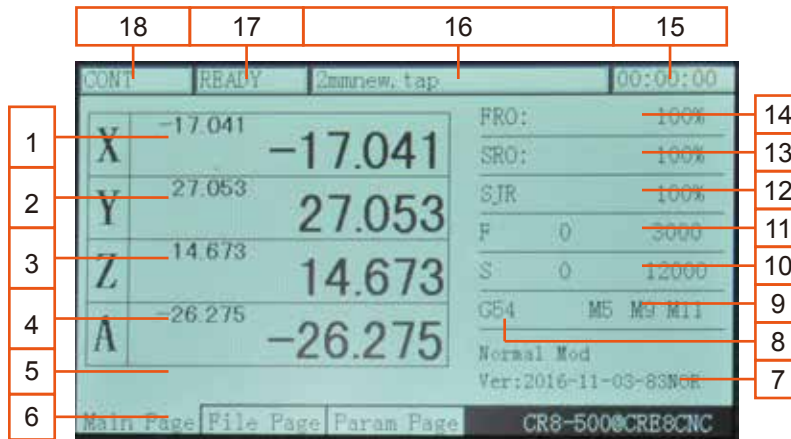 18 17 16 15
CONT READY 2mmnew.tap 00:00:00
1 X -17.041 -17.041
2 Y 27.053 27.053
3 Z 14.673 14.673
4 A -26.275 -26.275
5
6 Main Page File Page Param Page CR8-500@CRE8CNC
FRO: 100% 14
SRO: 100% 13
SJR 100% 12
F 0 3000 11
S 0 12000 10
G54 M5 M9 M11 9
8
Normal Mod
Ver:2016-11-03-83NOR 7